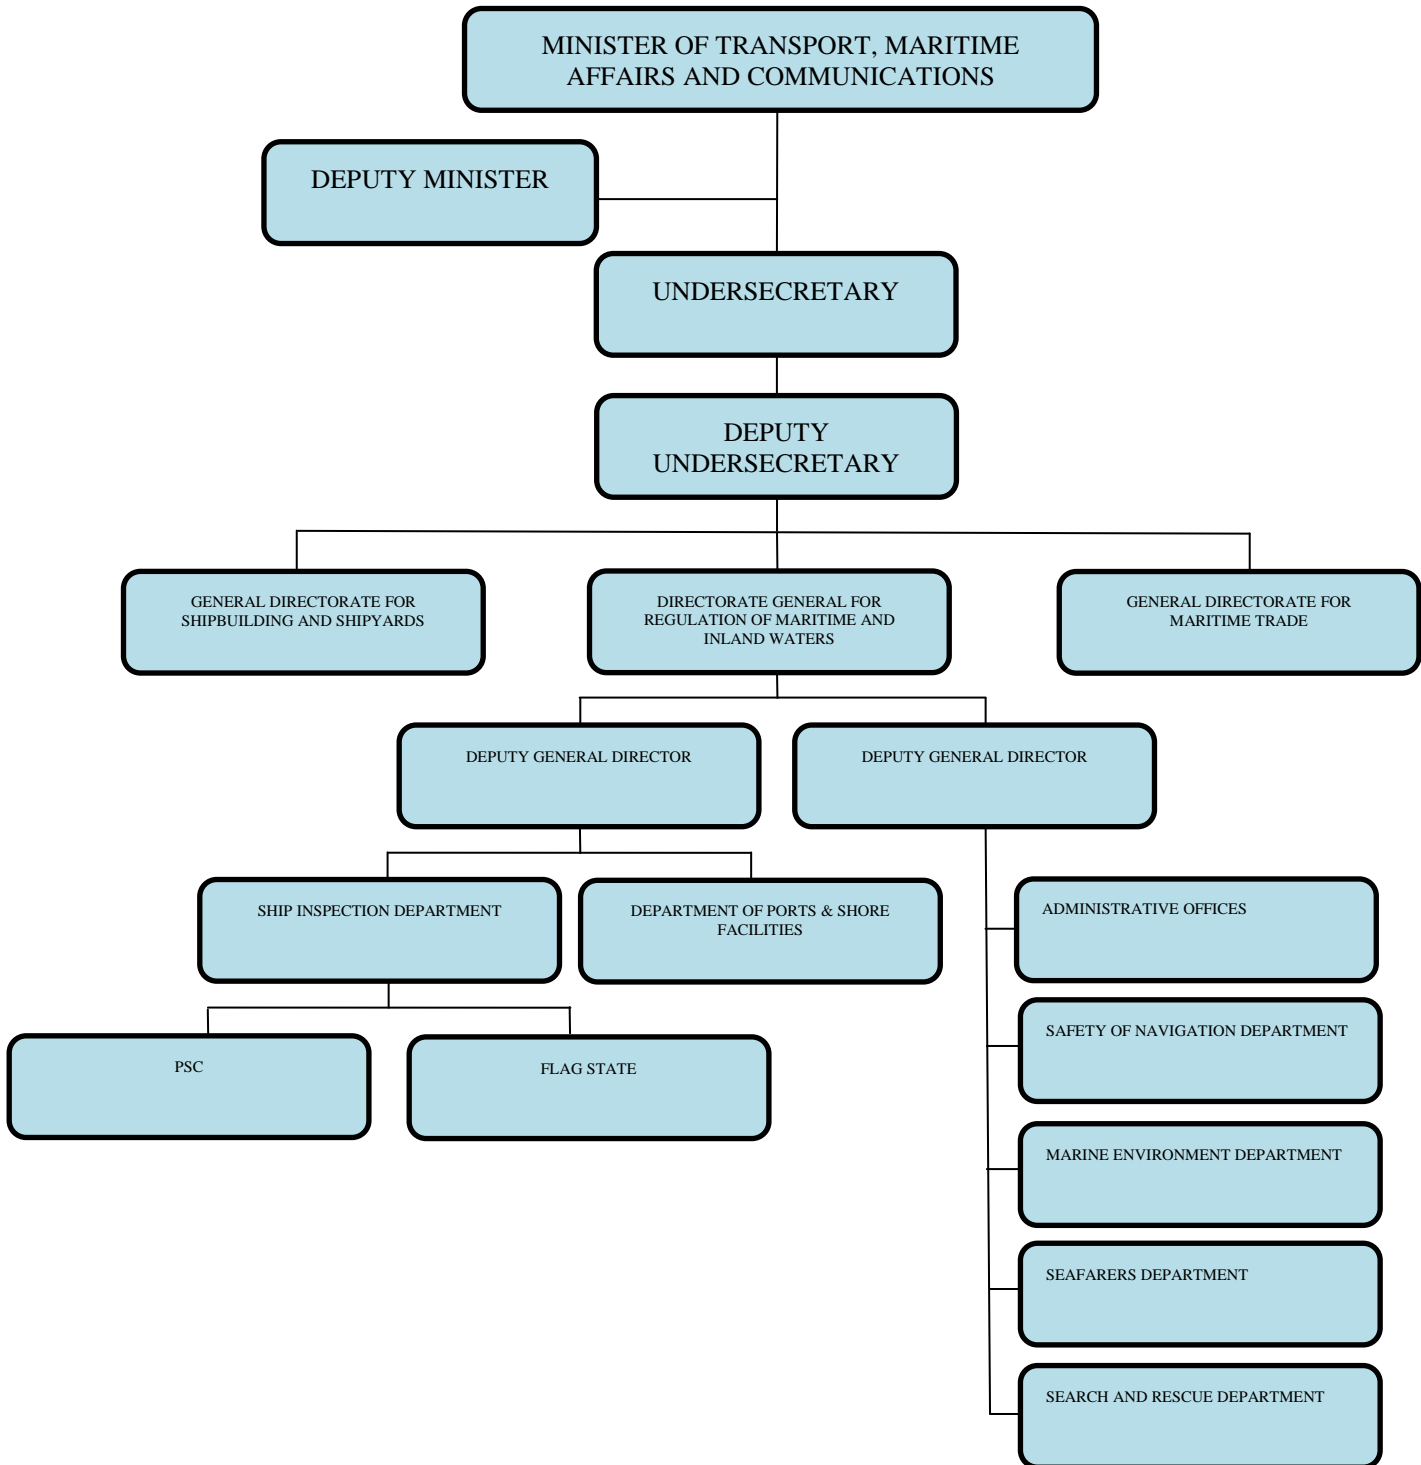 MINISTER OF TRANSPORT, MARITIME
AFFAIRS AND COMMUNICATIONS
DEPUTY MINISTER
UNDERSECRETARY
DEPUTY
UNDERSECRETARY
GENERAL DIRECTORATE FOR
SHIPBUILDING AND SHIPYARDS
DIRECTORATE GENERAL FOR
REGULATION OF MARITIME AND
INLAND WATERS
GENERAL DIRECTORATE FOR
MARITIME TRADE
DEPUTY GENERAL DIRECTOR
DEPUTY GENERAL DIRECTOR
SHIP INSPECTION DEPARTMENT
DEPARTMENT OF PORTS & SHORE
FACILITIES
ADMINISTRATIVE OFFICES
SAFETY OF NAVIGATION DEPARTMENT
PSC
FLAG STATE
MARINE ENVIRONMENT DEPARTMENT
SEAFARERS DEPARTMENT
SEARCH AND RESCUE DEPARTMENT